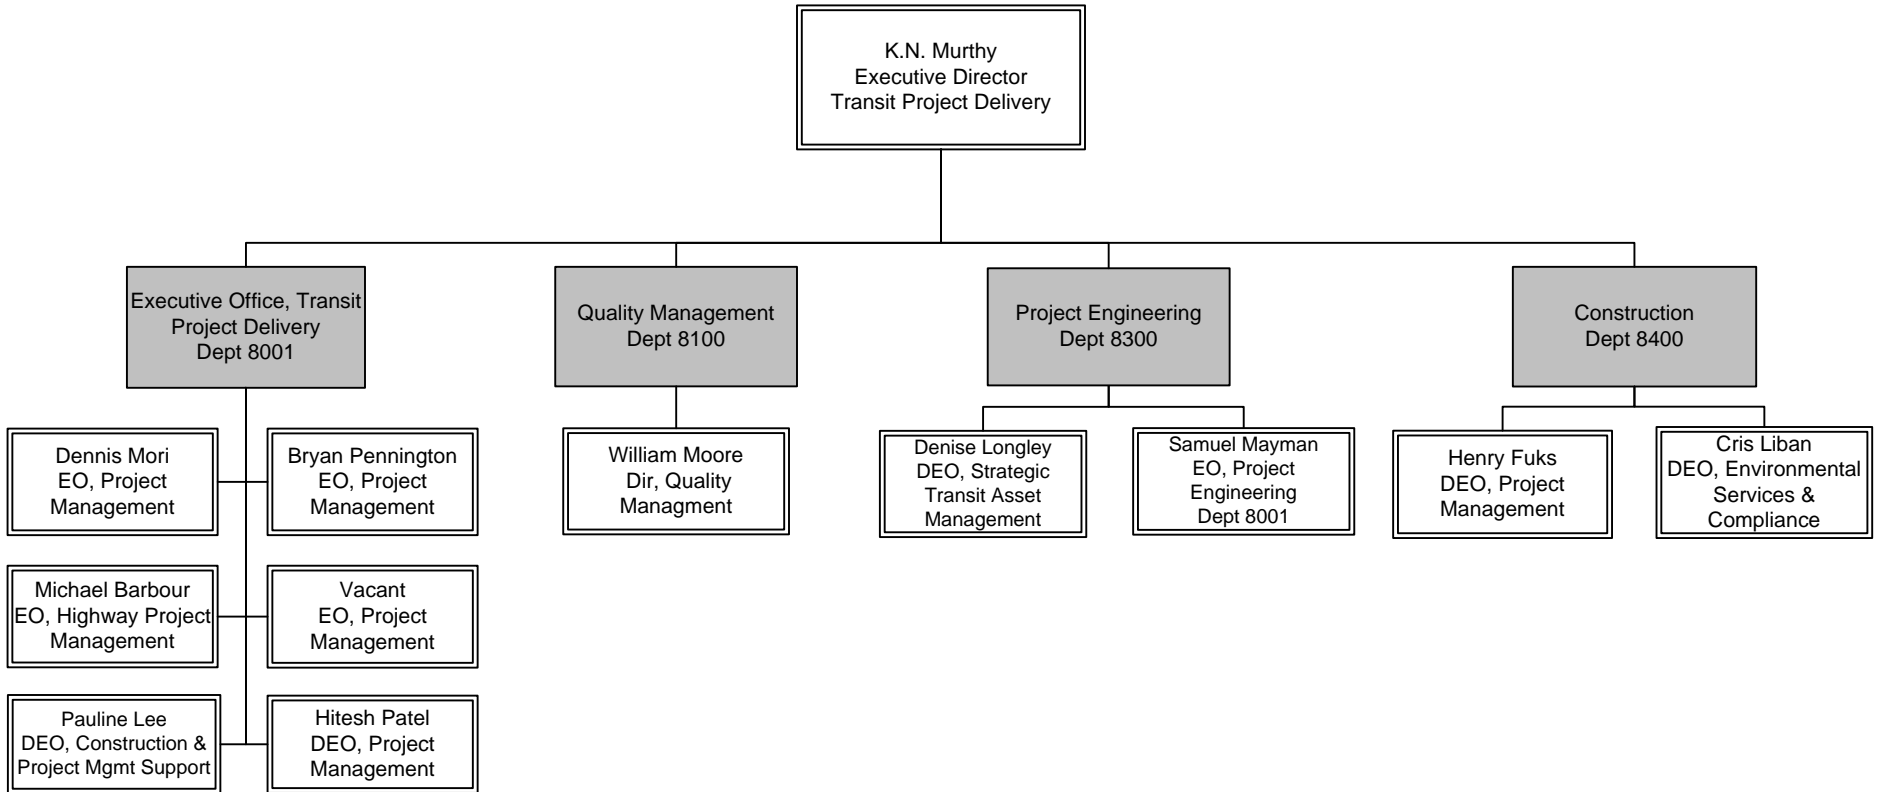 K.N. Murthy
Executive Director
Transit Project Delivery
Executive Office, Transit
Project Delivery
Dept 8001
Quality Management
Dept 8100
Project Engineering
Dept 8300
Construction
Dept 8400
Dennis Mori
EO, Project
Management
Bryan Pennington
EO, Project
Management
William Moore
Dir, Quality
Managment
Denise Longley
DEO, Strategic
Transit Asset
Management
Samuel Mayman
EO, Project
Engineering
Dept 8001
Henry Fuks
DEO, Project
Management
Cris Liban
DEO, Environmental
Services &
Compliance
Michael Barbour
EO, Highway Project
Management
Vacant
EO, Project
Management
Pauline Lee
DEO, Construction &
Project Mgmt Support
Hitesh Patel
DEO, Project
Management